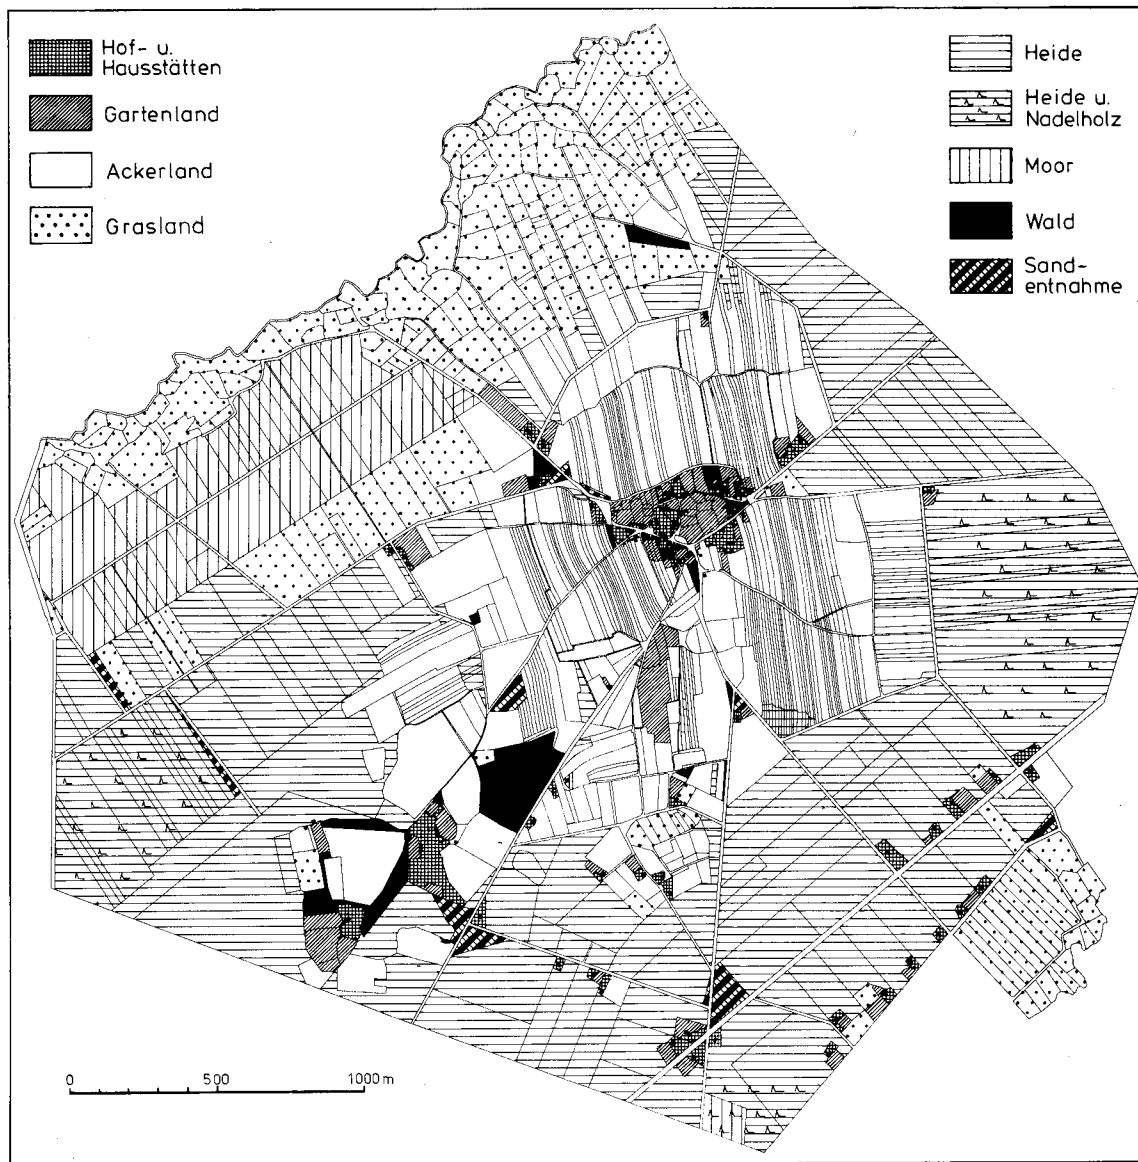 Hof- u.
Hausstätten
Gartenland
Ackerland
Grasland
Heide
Heide u.
Nadelholz
Moor
Wald
Sand-
entnahme
0 500 1000 m